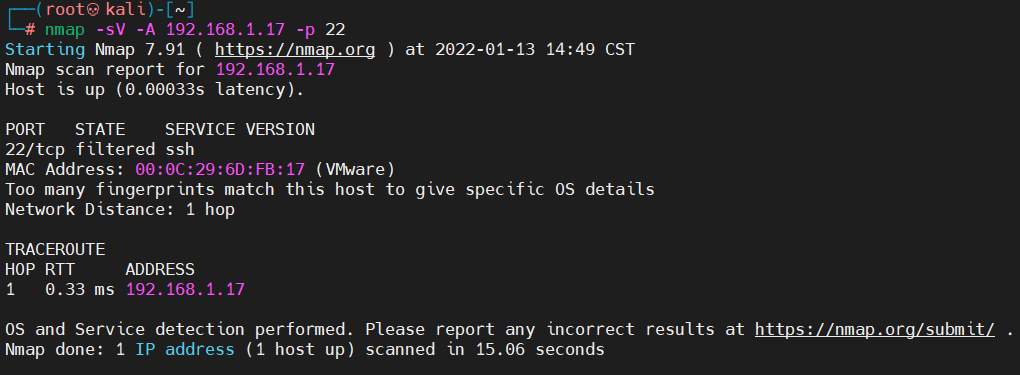 ┌──(root💀kali)-[~]
└─# nmap -sV -A 192.168.1.17 -p 22
Starting Nmap 7.91 ( https://nmap.org ) at 2022-01-13 14:49 CST
Nmap scan report for 192.168.1.17
Host is up (0.00033s latency).
PORT   STATE    SERVICE VERSION
22/tcp filtered ssh
MAC Address: 00:0C:29:6D:FB:17 (VMware)
Too many fingerprints match this host to give specific OS details
Network Distance: 1 hop
TRACEROUTE
HOP RTT     ADDRESS
1   0.33 ms 192.168.1.17
OS and Service detection performed. Please report any incorrect results at https://nmap.org/submit/ .
Nmap done: 1 IP address (1 host up) scanned in 15.06 seconds